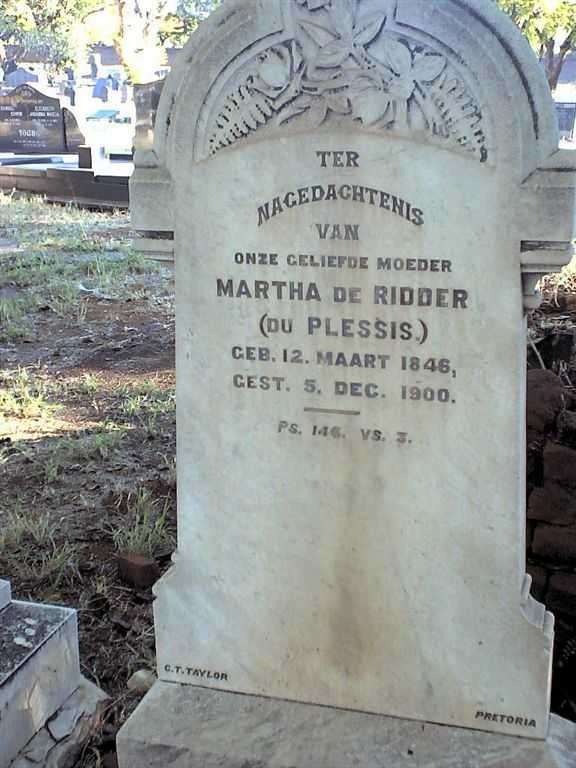 TER
NAGEDACHTENIS
VAN
ONZE GELIEFDE MOEDER
MARTHA DE RIDDER
(DU PLESSIS.)
GEB. 12. MAART 1846,
GEST. 5. DEC. 1900.
PS. 146. VS. 3.
C.T. TAYLOR
PRETORIA